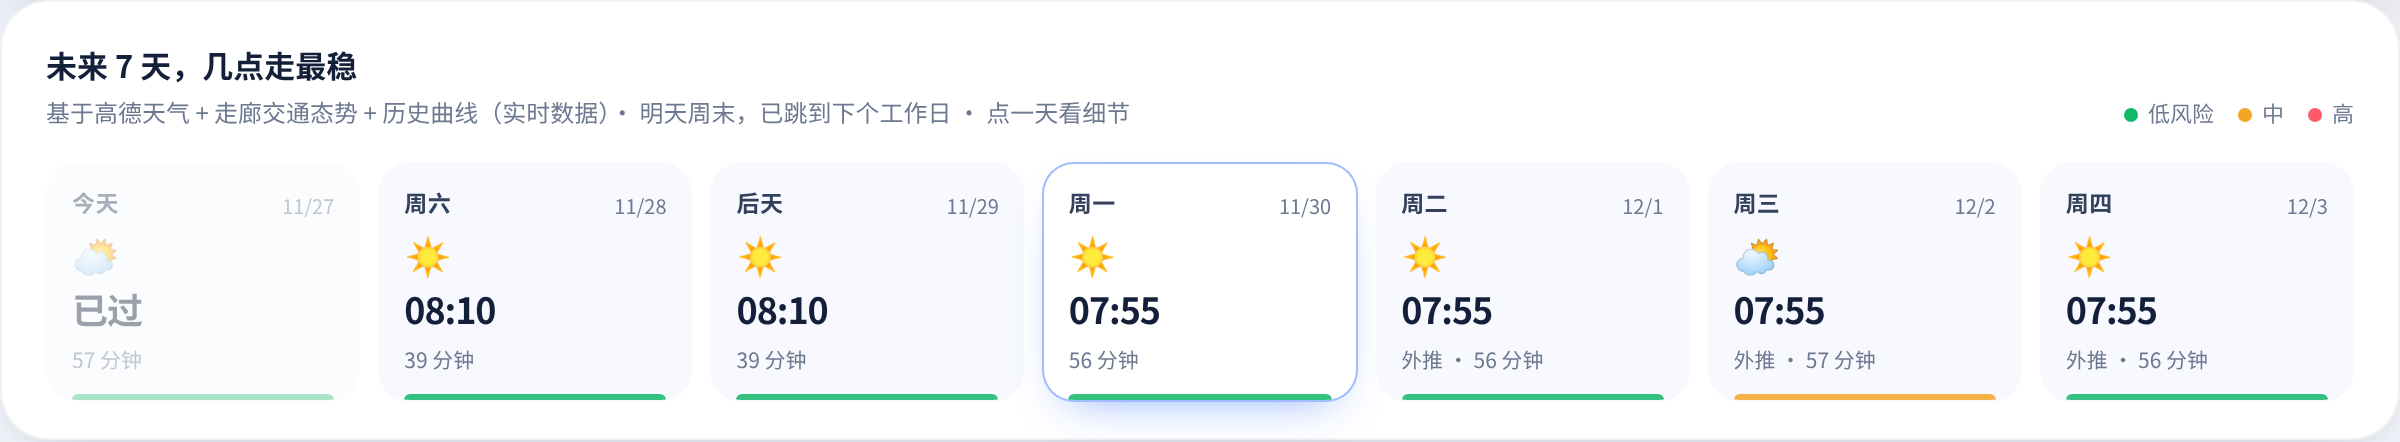 未来 7 天，几点走最稳
基于高德天气 + 走廊交通态势 + 历史曲线（实时数据）· 明天周末，已跳到下个工作日 · 点一天看细节
低风险 中 高
今天 11/27
已过
57 分钟
周六 11/28
08:10
39 分钟
后天 11/29
08:10
39 分钟
周一 11/30
07:55
56 分钟
周二 12/1
07:55
外推 · 56 分钟
周三 12/2
07:55
外推 · 57 分钟
周四 12/3
07:55
外推 · 56 分钟